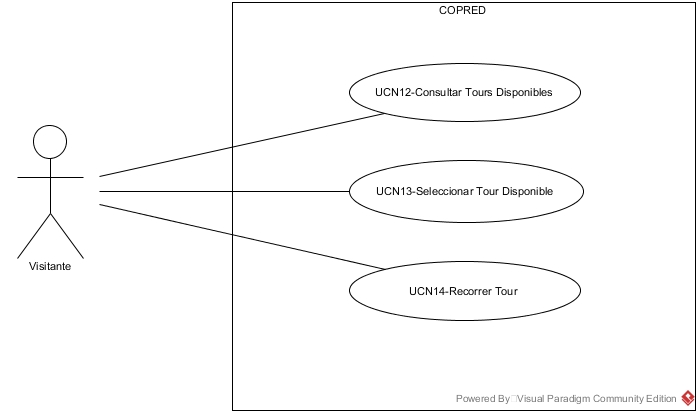 COPRED
UCN12-Consultar Tours Disponibles
UCN13-Seleccionar Tour Disponible
Visitante
UCN14-Recorrer Tour
Powered By Visual Paradigm Community Edition